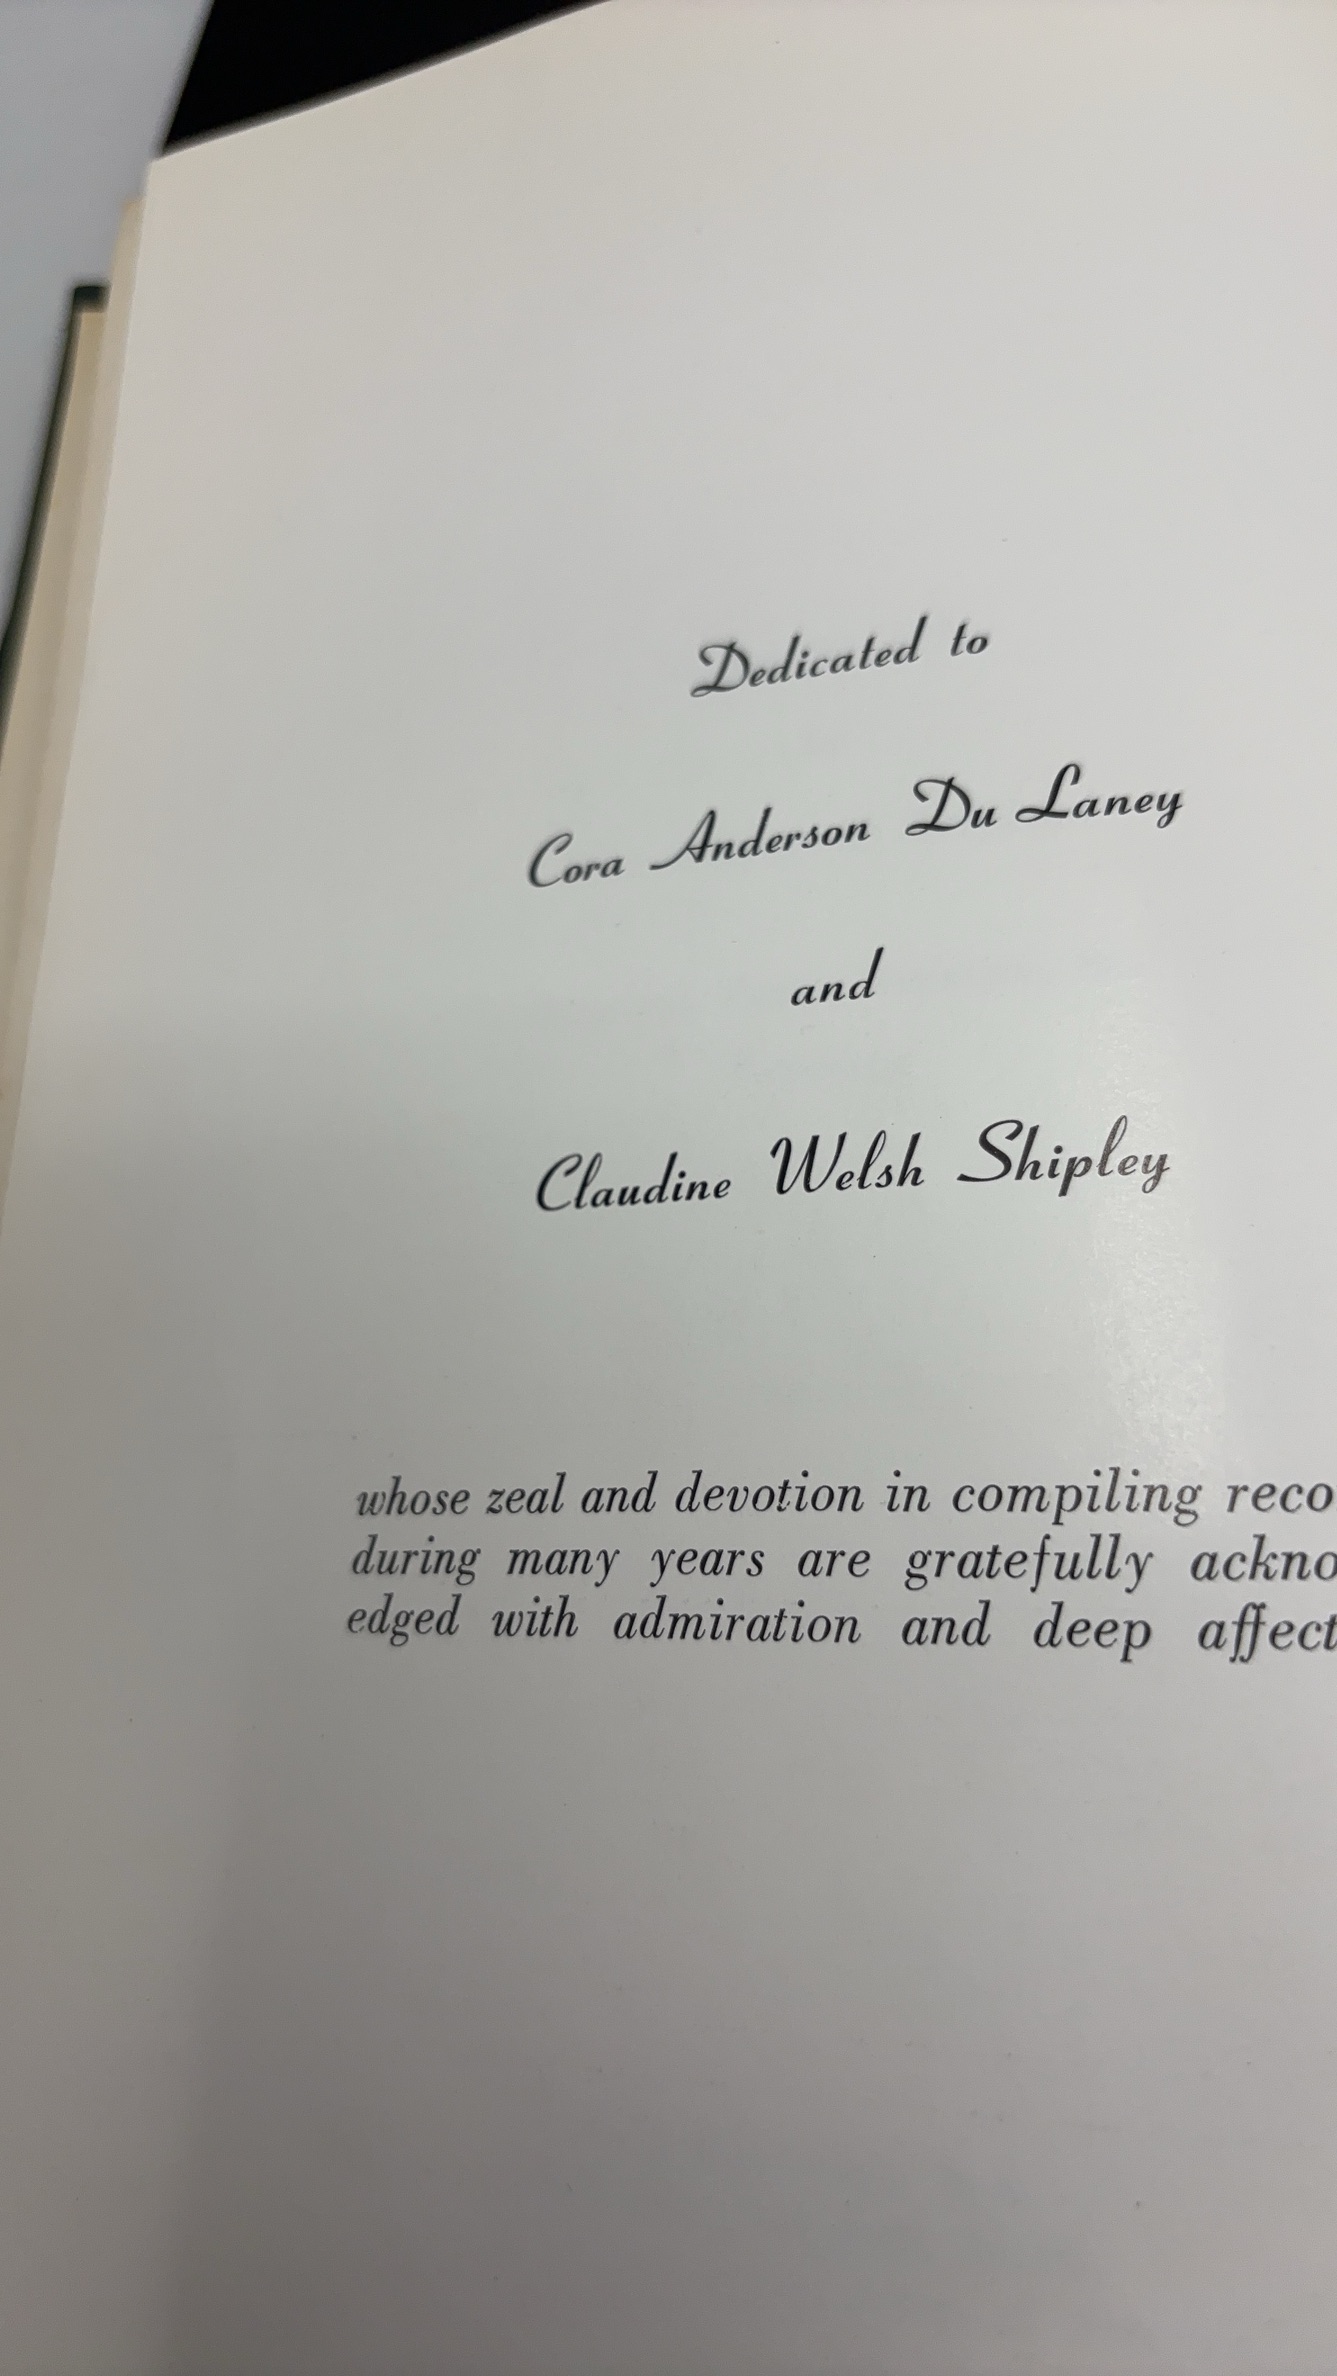 Dedicated to
Cora Anderson Du Laney
and
Claudine Welsh Shipley
whose zeal and devotion in compiling reco
during many years are gratefully ackno
edged with admiration and deep affect